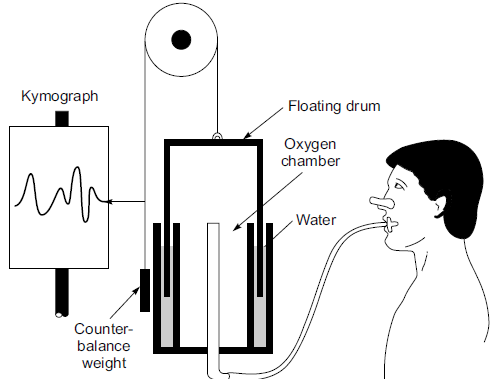 Kymograph
Floating drum
Oxygen
chamber
Water
Counter-
balance
weight